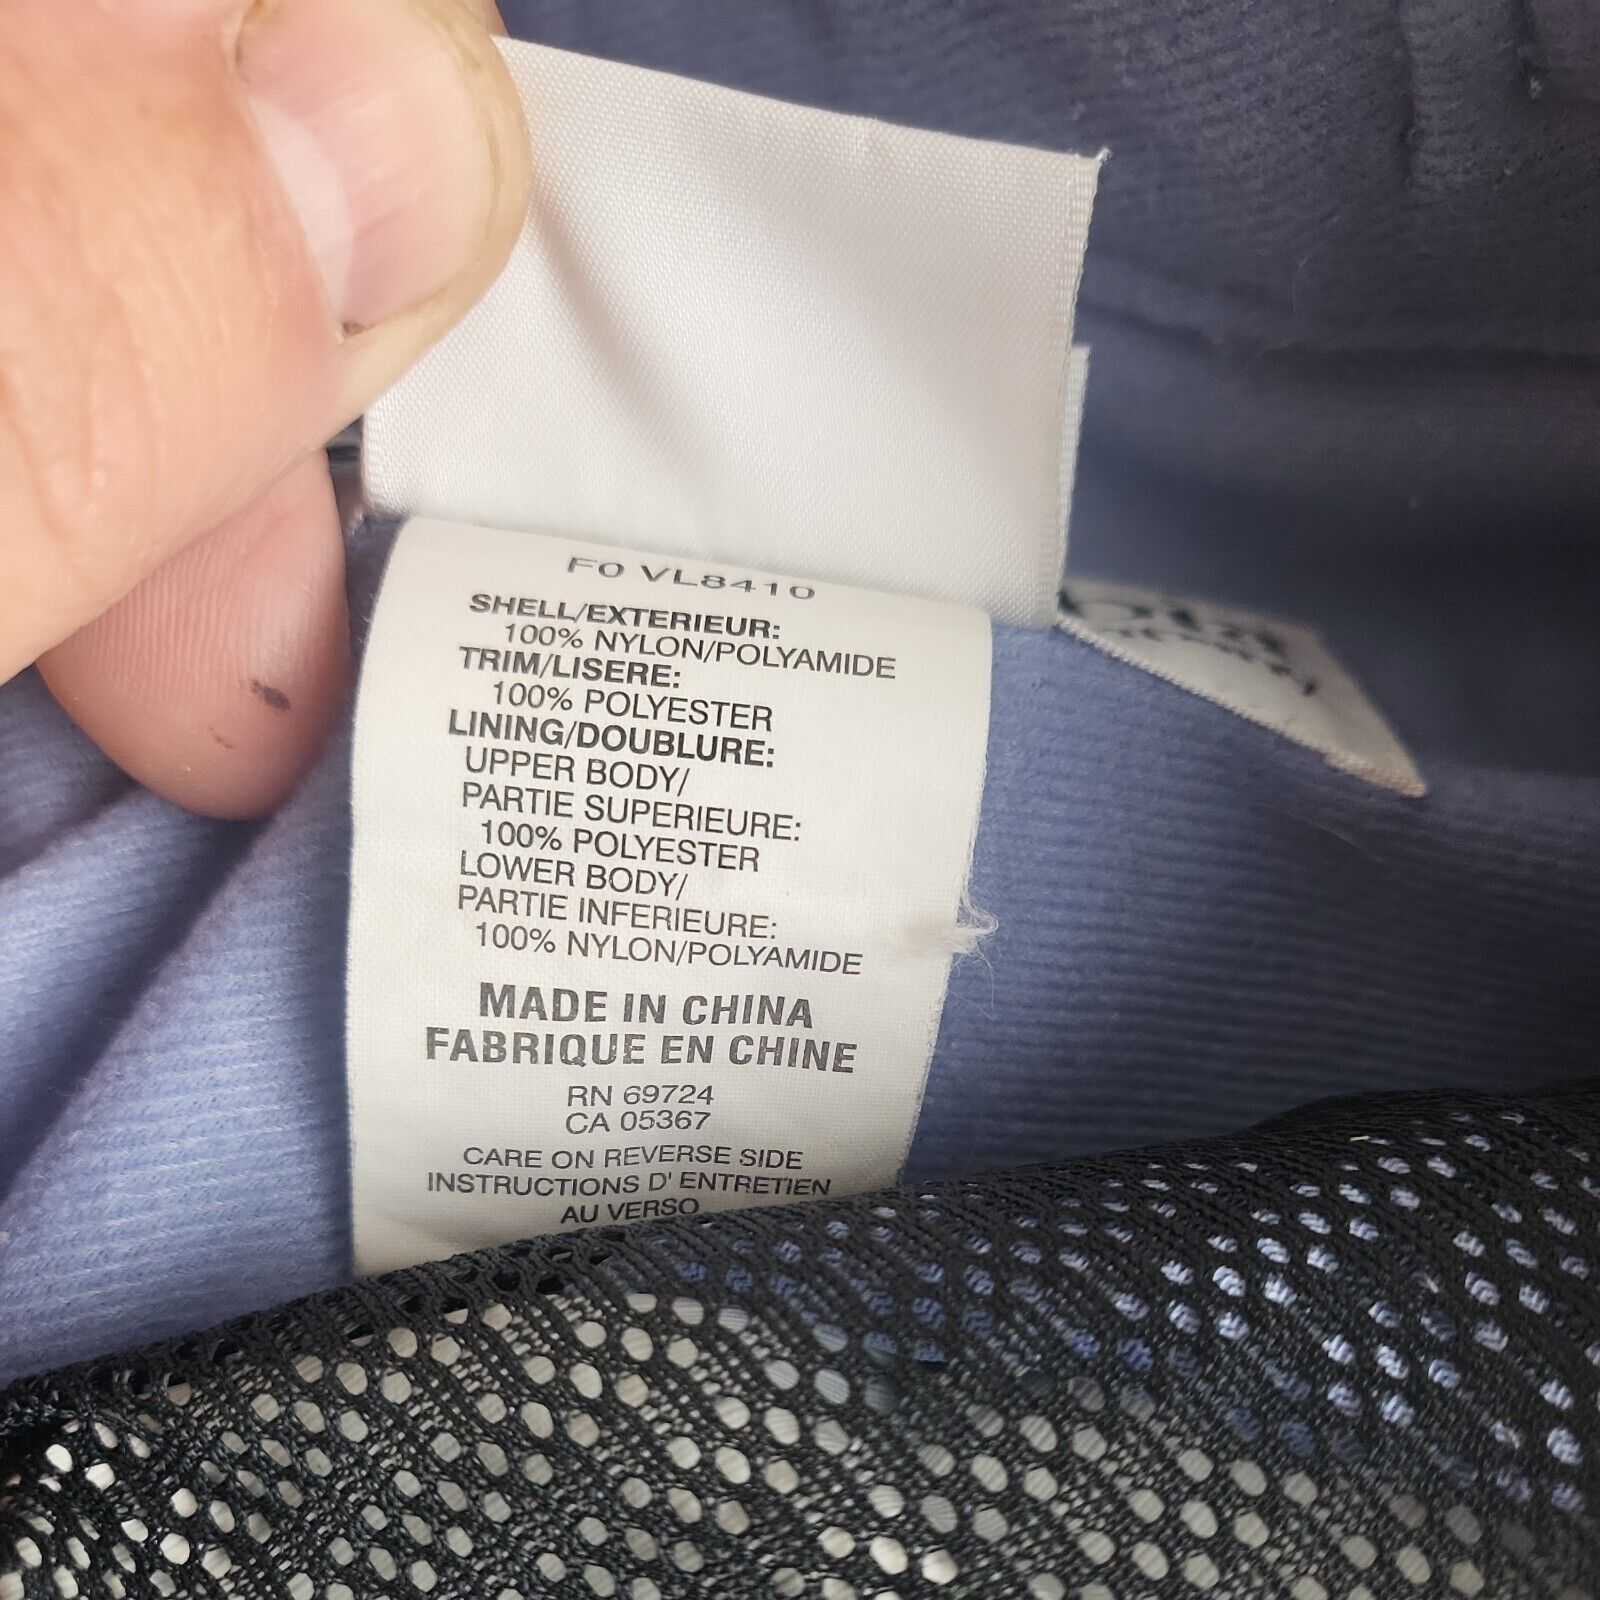 F0 VL8410
SHELL/EXTERIEUR:
100% NYLON/POLYAMIDE
TRIM/LISERE:
100% POLYESTER
LINING/DOUBLURE:
UPPER BODY/
PARTIE SUPERIEURE:
100% POLYESTER
LOWER BODY/
PARTIE INFERIEURE:
100% NYLON/POLYAMIDE
MADE IN CHINA
FABRIQUE EN CHINE
RN 69724
CA 05367
CARE ON REVERSE SIDE
INSTRUCTIONS D' ENTRETIEN
AU VERSO